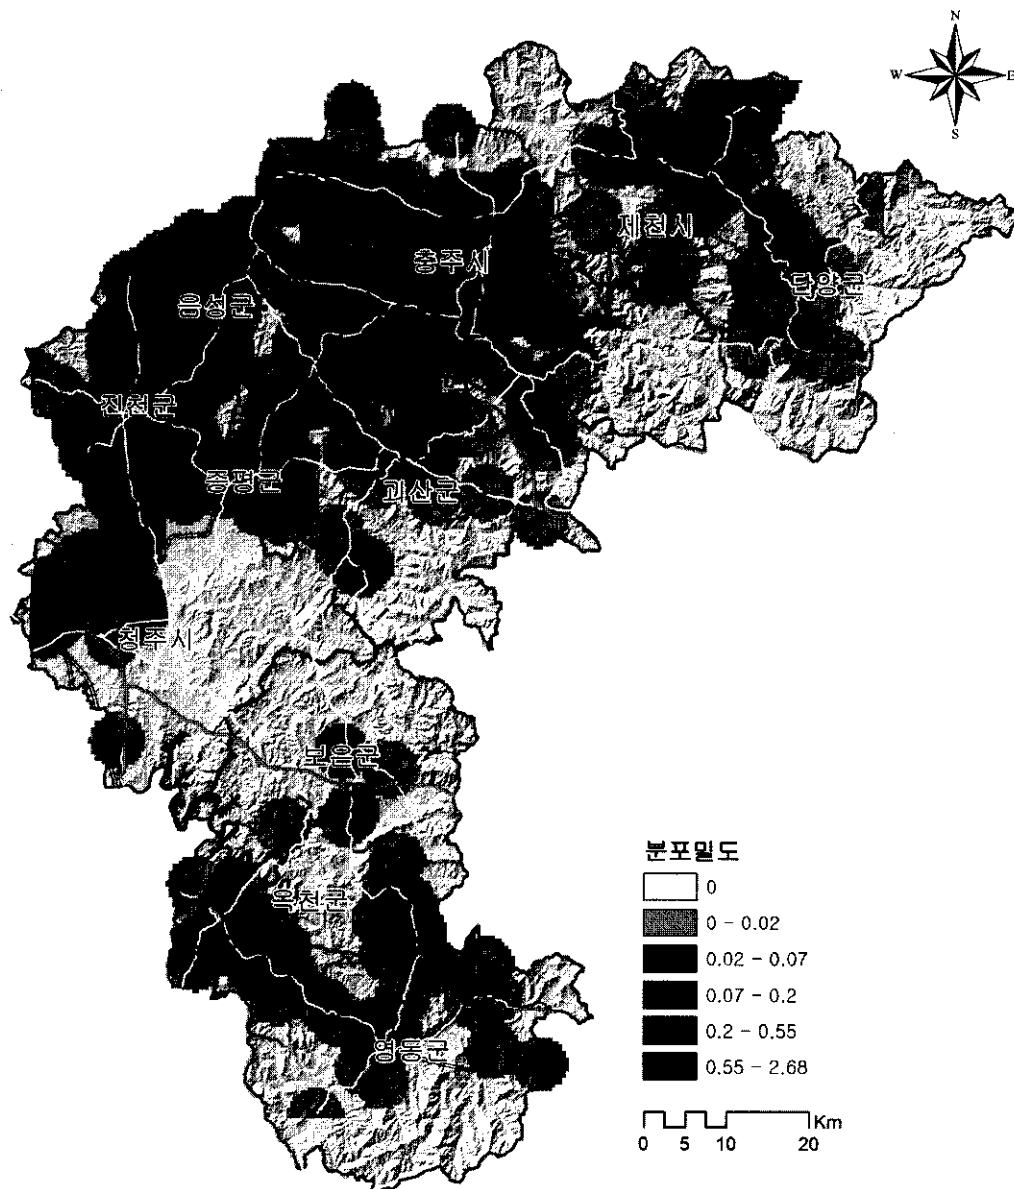 N
W E
S
제천시
충주시
단양군
음성군
진천군
증평군
괴산군
청주시
보은군
옥천군
영동군
분포밀도
0
0 - 0.02
0.02 - 0.07
0.07 - 0.2
0.2 - 0.55
0.55 - 2.68
Km
0 5 10 20